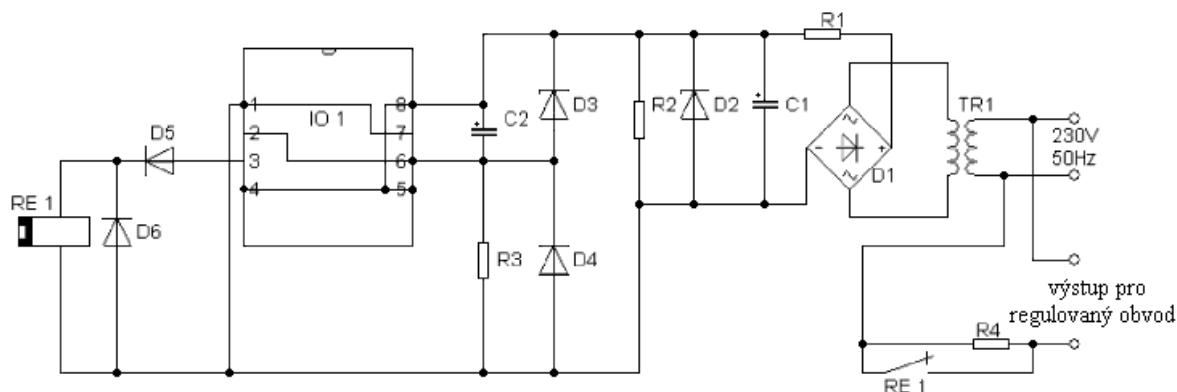 R1
D5
1
2
3
4
IO 1
8
7
6
5
C2
D3
R2
D2
C1
TR1
230V
50Hz
D1
RE 1
D6
R3
D4
výstup pro
regulovaný obvod
R4
RE 1